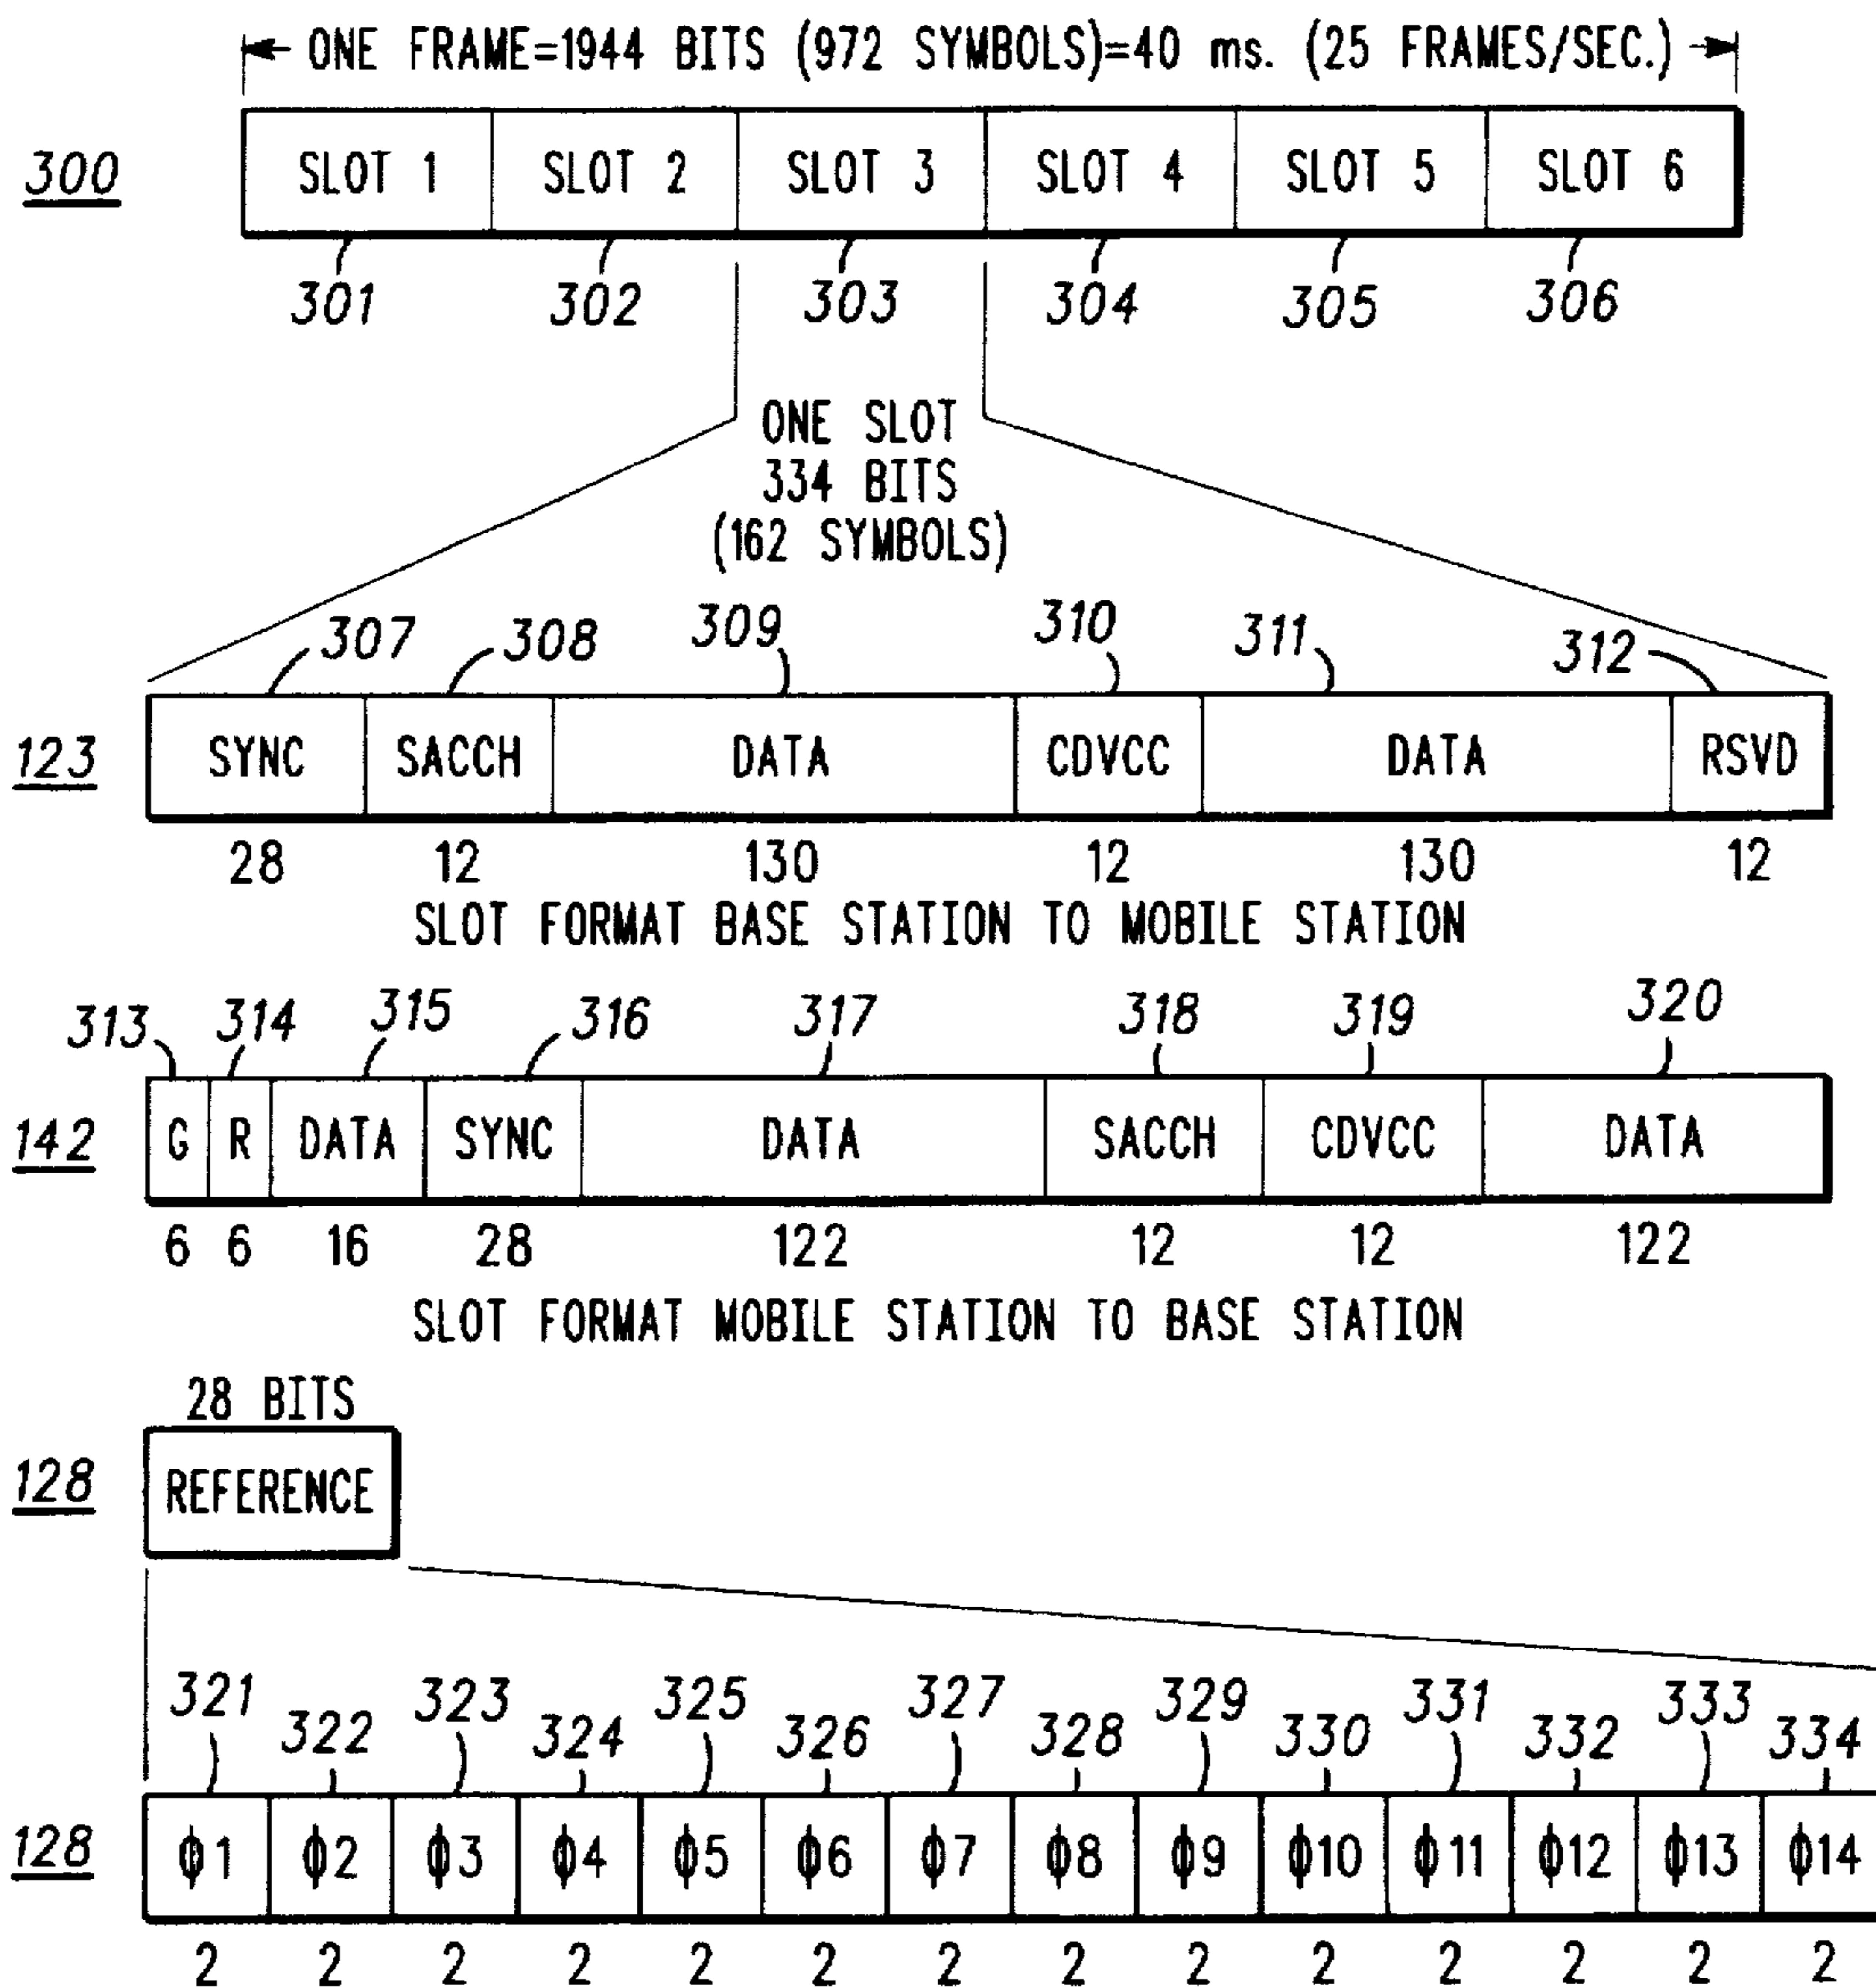 ONE FRAME=1944 BITS (972 SYMBOLS)=40 ms. (25 FRAMES/SEC.)
300
SLOT 1 SLOT 2 SLOT 3 SLOT 4 SLOT 5 SLOT 6
301 302 303 304 305 306
ONE SLOT
334 BITS
(162 SYMBOLS)
307 308 309 310 311 312
123
SYNC SACCH DATA CDVCC DATA RSVD
28 12 130 12 130 12
SLOT FORMAT BASE STATION TO MOBILE STATION
313 314 315 316 317 318 319 320
142
G R DATA SYNC DATA SACCH CDVCC DATA
6 6 16 28 122 12 12 122
SLOT FORMAT MOBILE STATION TO BASE STATION
28 BITS
128
REFERENCE
321 322 323 324 325 326 327 328 329 330 331 332 333 334
128
ϕ1 ϕ2 ϕ3 ϕ4 ϕ5 ϕ6 ϕ7 ϕ8 ϕ9 ϕ10 ϕ11 ϕ12 ϕ13 ϕ14
2 2 2 2 2 2 2 2 2 2 2 2 2 2